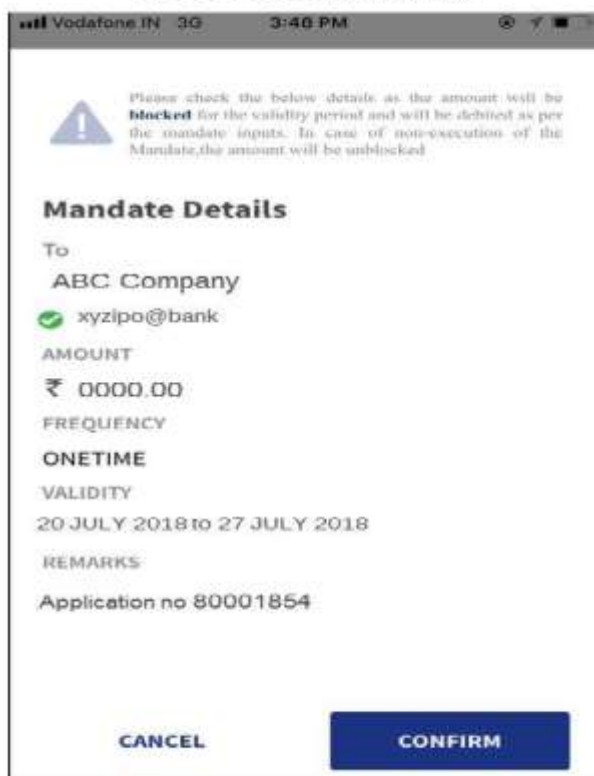 Vodafone IN 3G 3:48 PM
Please check the below details as the amount will be
blocked for the validity period and will be debited as per
the mandate inputs. In case of non-execution of the
Mandate,the amount will be unblocked
Mandate Details
To
ABC Company
xyzipo@bank
AMOUNT
₹ 0000.00
FREQUENCY
ONETIME
VALIDITY
20 JULY 2018 to 27 JULY 2018
REMARKS
Application no 80001854
CANCEL CONFIRM